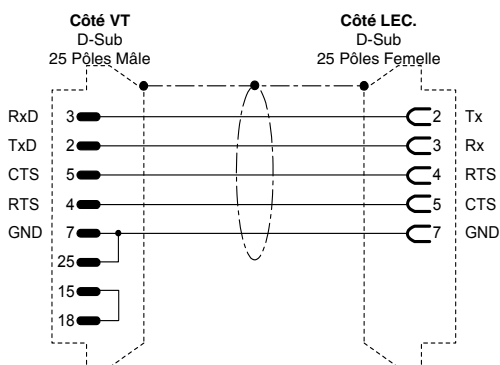 Côté VT
D-Sub
25 Pôles Mâle
Côté LEC.
D-Sub
25 Pôles Femelle
RxD 3 2 Tx
TxD 2 3 Rx
CTS 5 4 RTS
RTS 4 5 CTS
GND 7 7 GND
25
15
18